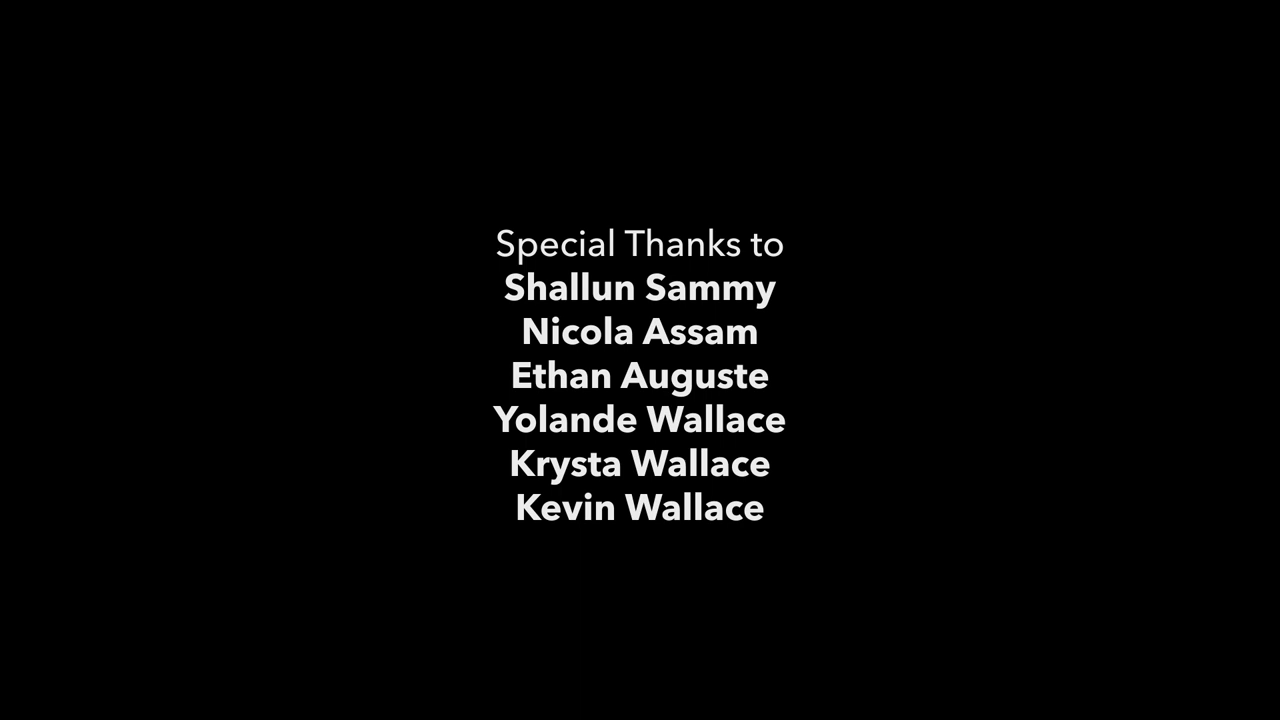 Special Thanks to
Shallun Sammy
Nicola Assam
Ethan Auguste
Yolande Wallace
Krysta Wallace
Kevin Wallace